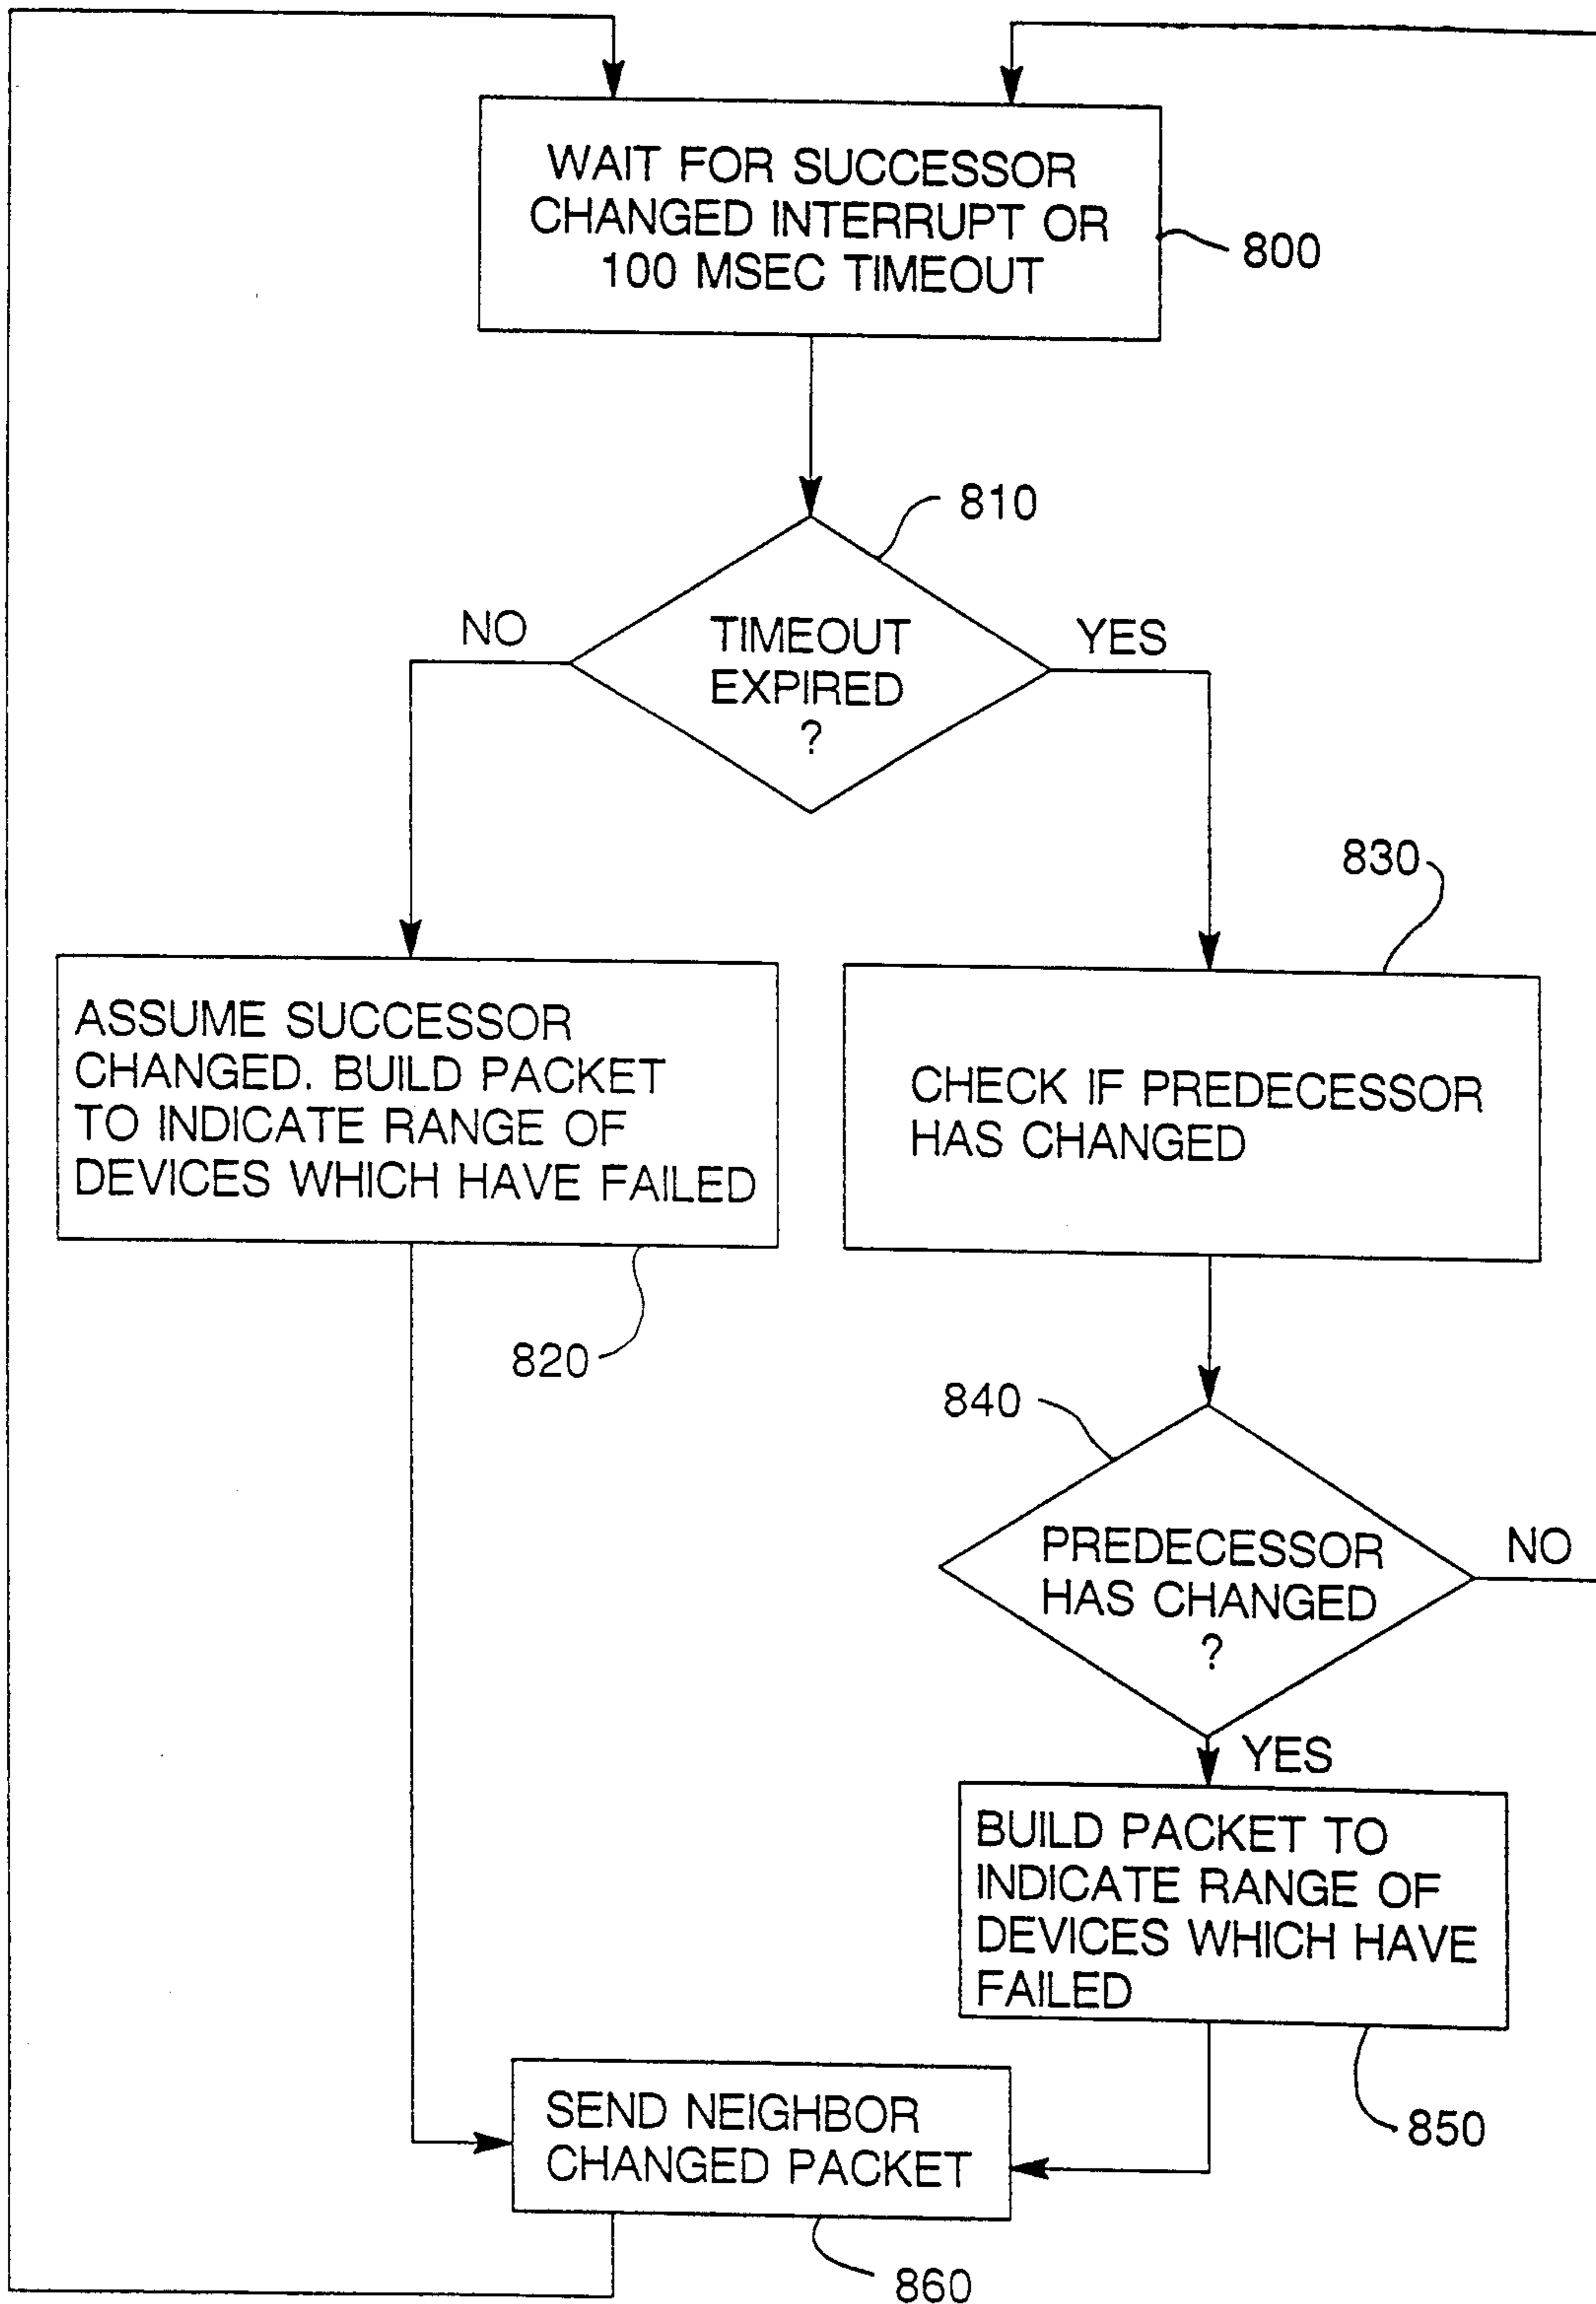 WAIT FOR SUCCESSOR
CHANGED INTERRUPT OR
100 MSEC TIMEOUT
800
810
NO
TIMEOUT
EXPIRED
?
YES
830
ASSUME SUCCESSOR
CHANGED. BUILD PACKET
TO INDICATE RANGE OF
DEVICES WHICH HAVE FAILED
CHECK IF PREDECESSOR
HAS CHANGED
820
840
PREDECESSOR
HAS CHANGED
?
NO
YES
BUILD PACKET TO
INDICATE RANGE OF
DEVICES WHICH HAVE
FAILED
SEND NEIGHBOR
CHANGED PACKET
850
860